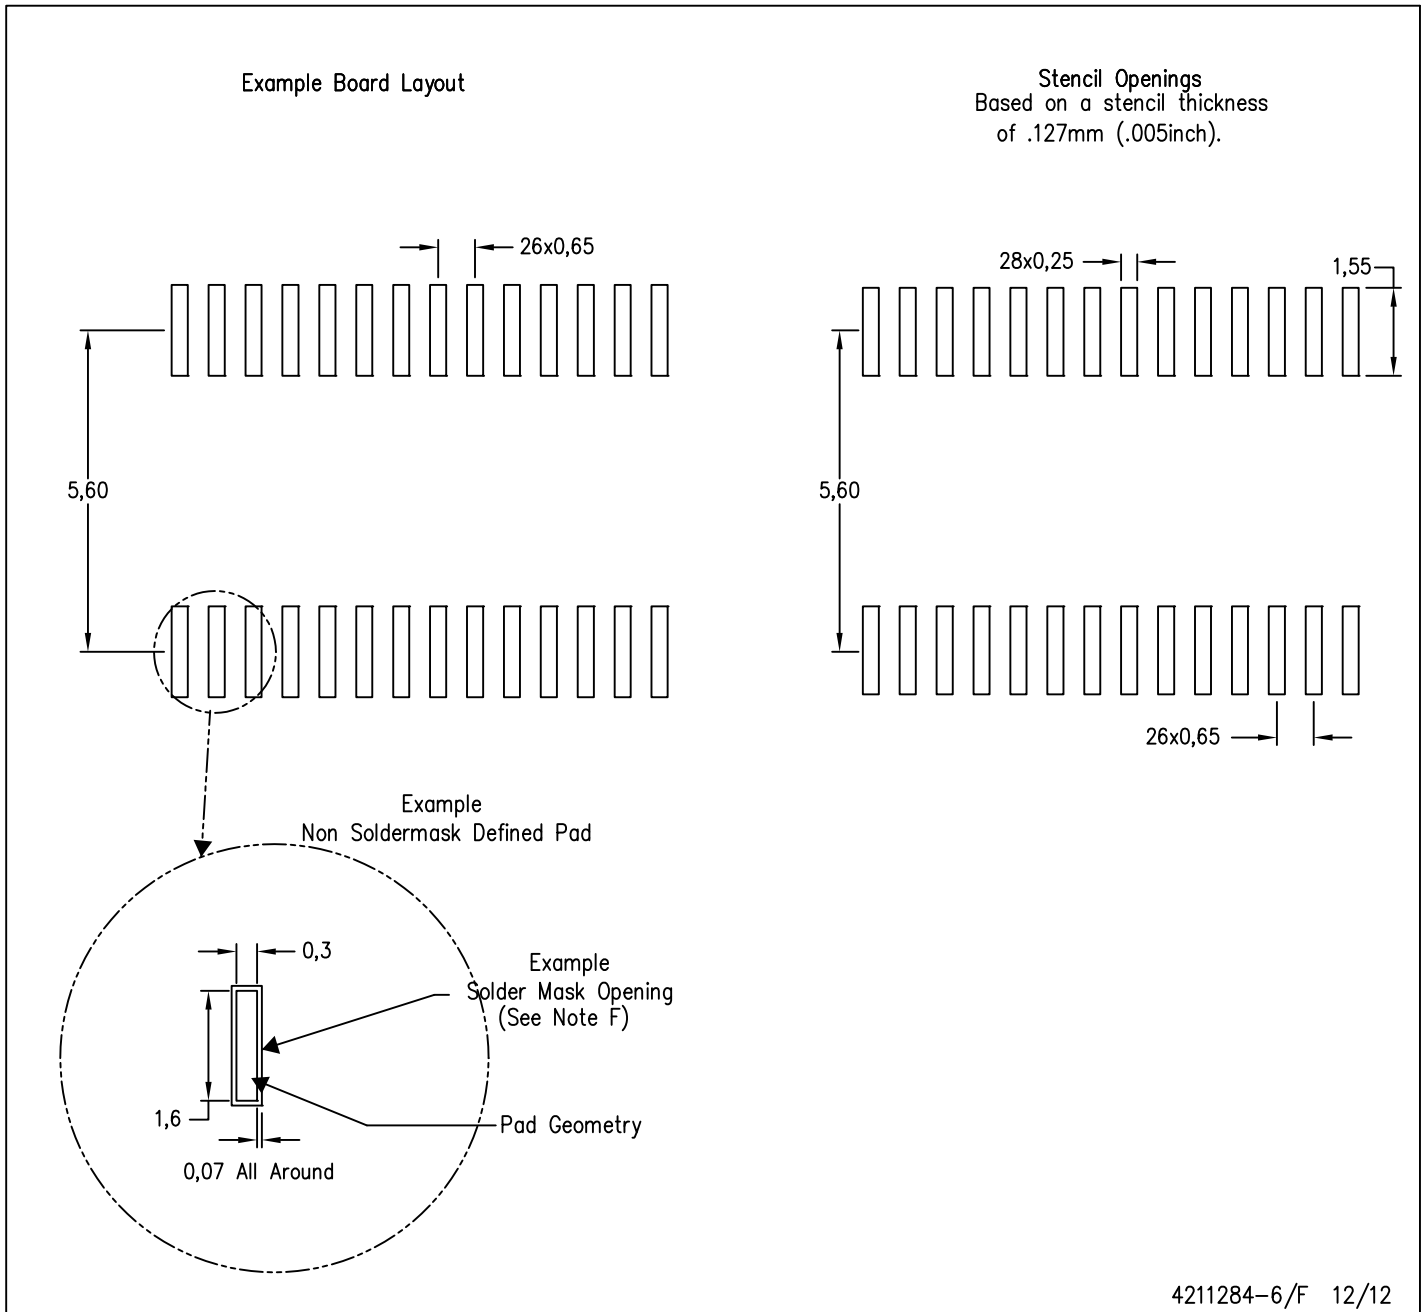 Example Board Layout
Stencil Openings
Based on a stencil thickness
of .127mm (.005inch).
26x0,65
28x0,25
1,55
5,60
5,60
26x0,65
Example
Non Soldermask Defined Pad
0,3
Example
Solder Mask Opening
(See Note F)
1,6
Pad Geometry
0,07 All Around
4211284-6/F 12/12